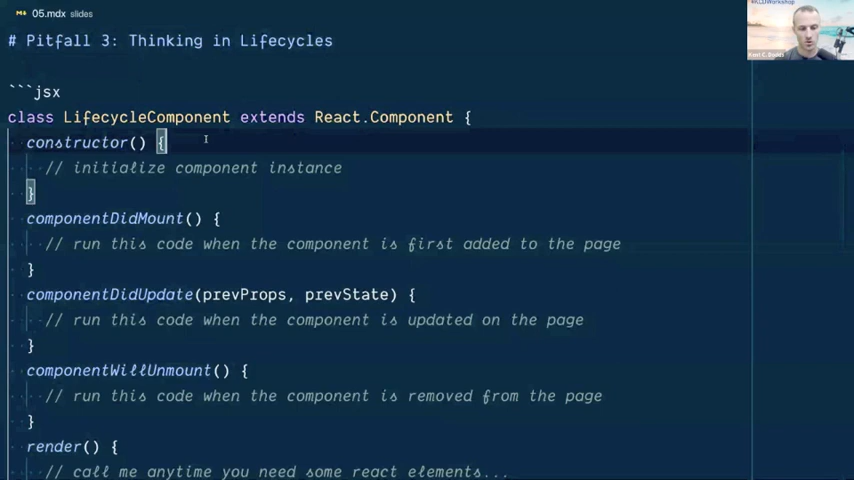 05.mdx slides
# Pitfall 3: Thinking in Lifecycles
```jsx
class LifecycleComponent extends React.Component {
constructor() {
// initialize component instance
}
componentDidMount() {
// run this code when the component is first added to the page
}
componentDidUpdate(prevProps, prevState) {
// run this code when the component is updated on the page
}
componentWillUnmount() {
// run this code when the component is removed from the page
}
render() {
// call me anytime you need some react elements...